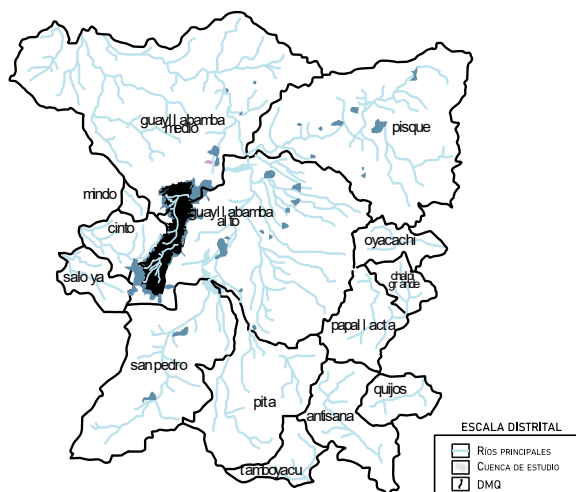 guayllabamba
medio
pisque
mindo
guayllabamba
alto
cinto
oyacachi
saloya
chalpi
grande
papallacta
san pedro
quijos
pita
antisana
tamboyacu
ESCALA DISTRITAL
RÍOS PRINCIPALES
CUENCA DE ESTUDIO
DMQ